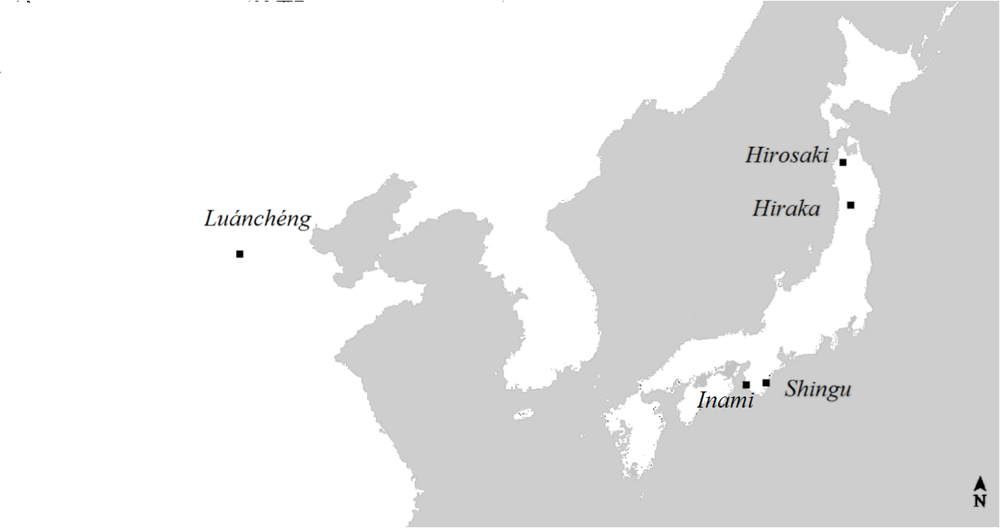 Hirosaki
Hiraka
Luánchéng
Shingu
Inami
N